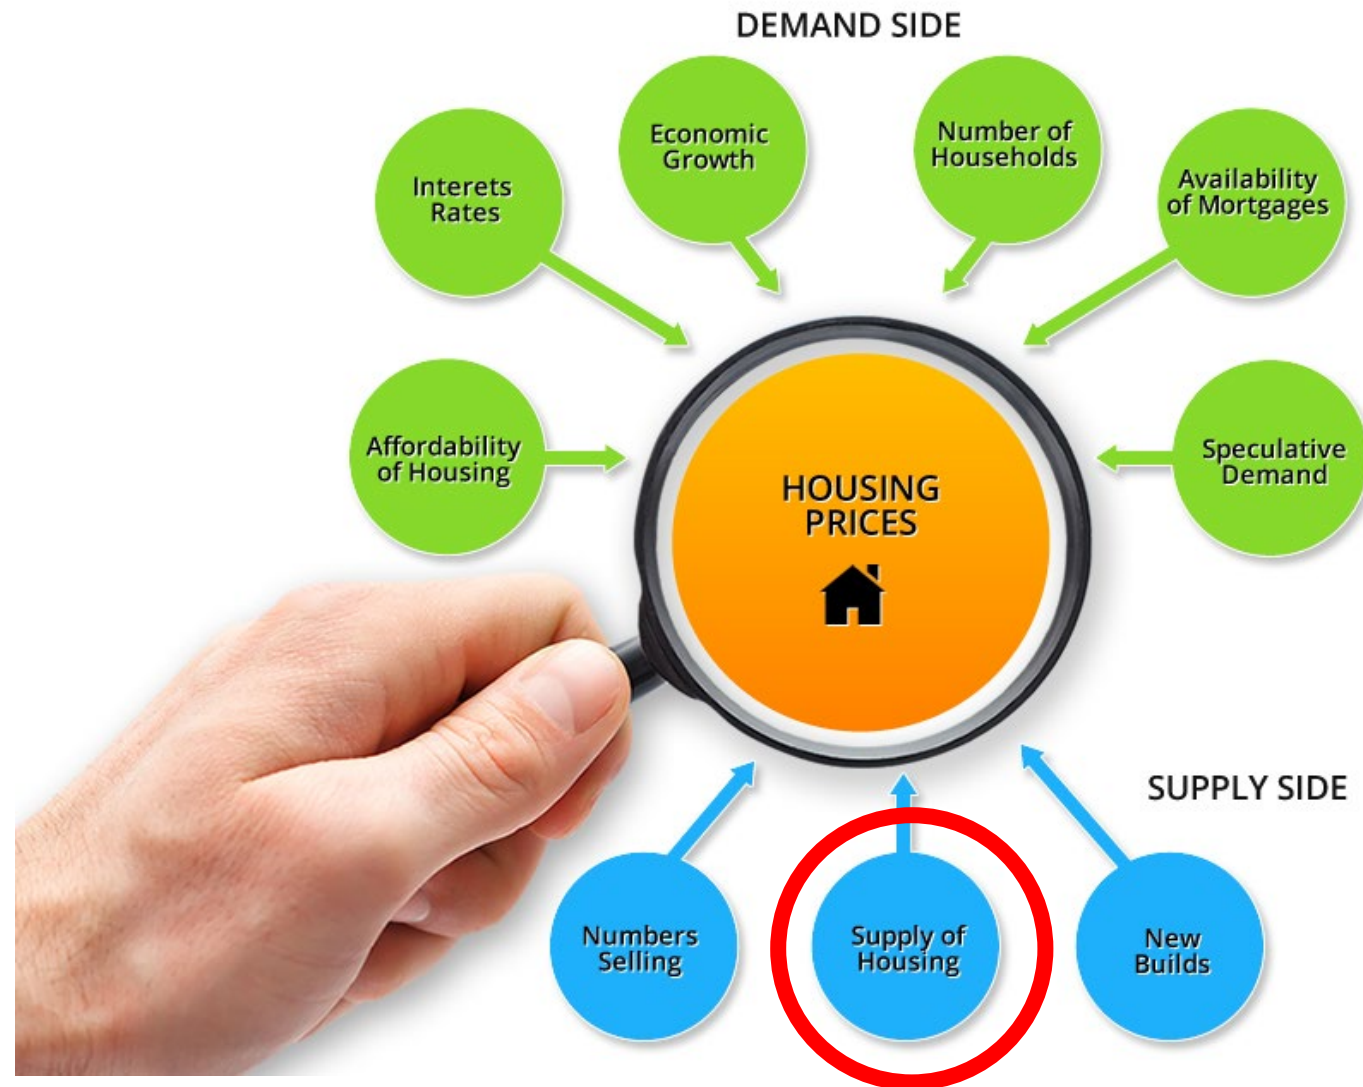 DEMAND SIDE
Economic
Growth
Number of
Households
Interets
Rates
Availability
of Mortgages
Affordability
of Housing
Speculative
Demand
HOUSING
PRICES
SUPPLY SIDE
Numbers
Selling
Supply of
Housing
New
Builds